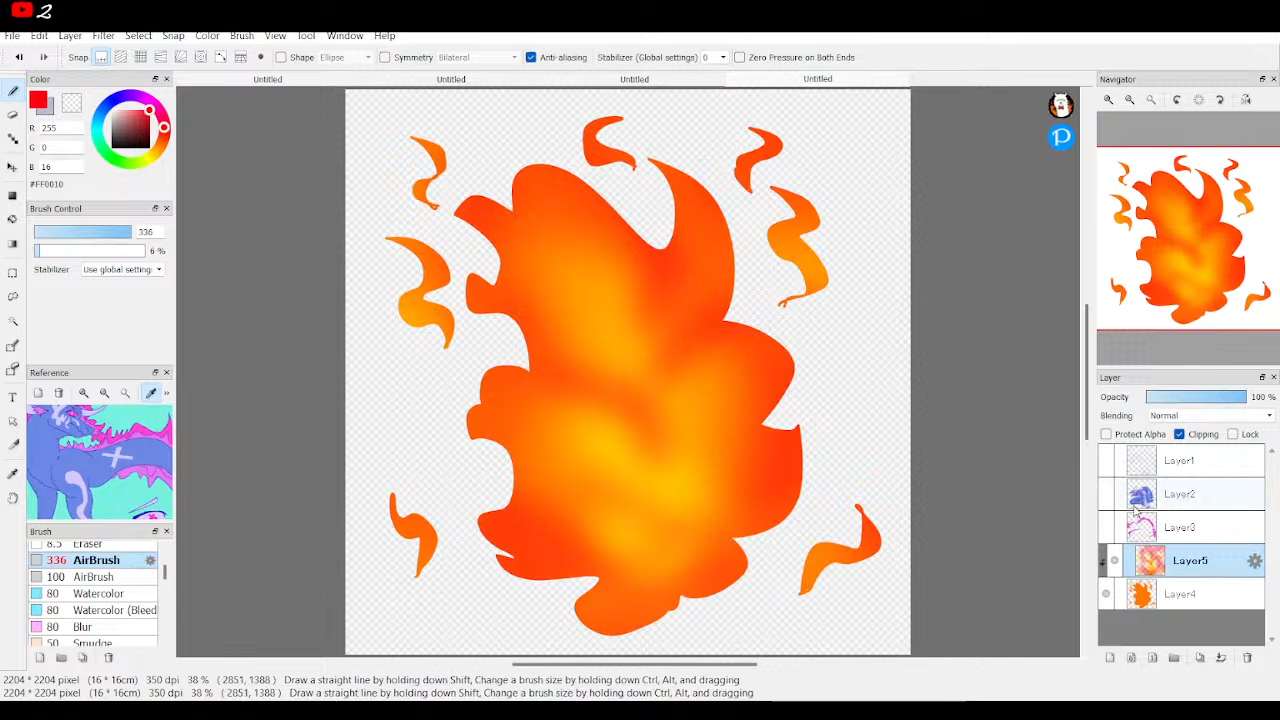 2
File Edit Layer Filter Select Snap Color Brush View Tool Window Help
Snap Shape Ellipse Symmetry Bilateral Anti-aliasing Stabilizer (Global settings) 0 Zero Pressure on Both Ends
Color
Untitled Untitled Untitled Untitled
Navigator
R 255
G 0
B 16
#FF0010
Brush Control
336
6 %
Stabilizer Use global setting
Reference
Layer
Opacity 100 %
Blending Normal
Protect Alpha Clipping Lock
Layer1
Layer2
Layer3
Layer5
Layer4
Brush
8.5 Eraser
336 AirBrush
100 AirBrush
80 Watercolor
80 Watercolor (Bleed
80 Blur
50 Smudge
2204 * 2204 pixel (16 * 16cm) 350 dpi 38 % ( 2851, 1388 ) Draw a straight line by holding down Shift, Change a brush size by holding down Ctrl, Alt, and dragging
2204 * 2204 pixel (16 * 16cm) 350 dpi 38 % ( 2851, 1388 ) Draw a straight line by holding down Shift, Change a brush size by holding down Ctrl, Alt, and dragging